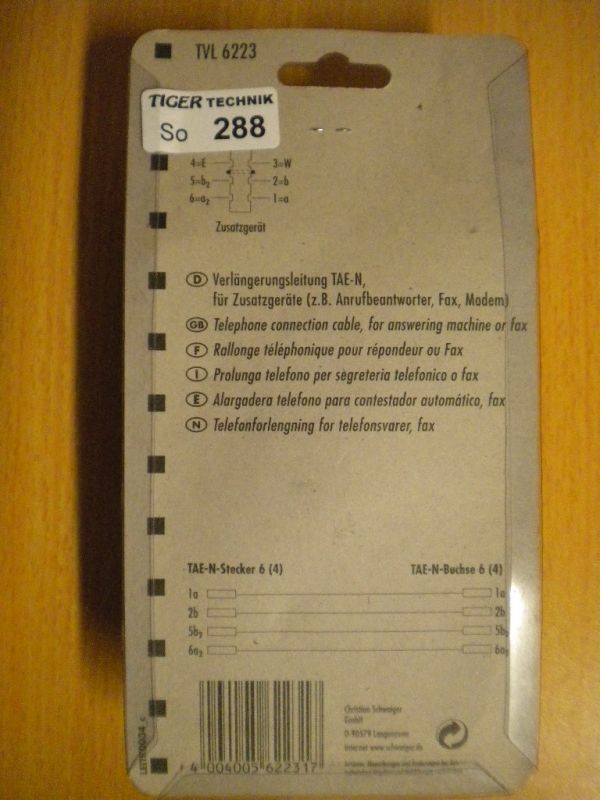 TVL 6223
TIGER TECHNIK
So 288
4=E 3=W
5=b₂ 2=b
6=a₂ 1=a
Zusatzgerät
D Verlängerungsleitung TAE-N,
für Zusatzgeräte (z.B. Anrufbeantworter, Fax, Modem)
GB Telephone connection cable, for answering machine or fax
F Rallonge téléphonique pour répondeur ou Fax
I Prolunga telefono per segreteria telefonico o fax
E Alargadera telefono para contestador automático, fax
N Telefonforlengning for telefonsvarer, fax
TAE-N-Stecker 6 (4) TAE-N-Buchse 6 (4)
1a 1a
2b 2b
5b₂ 5b₂
6a₂ 6a₂
Christian Schwaiger
GmbH
D-90579 Langenzenn
Internet www.schwaiger.de
4 004005 622317